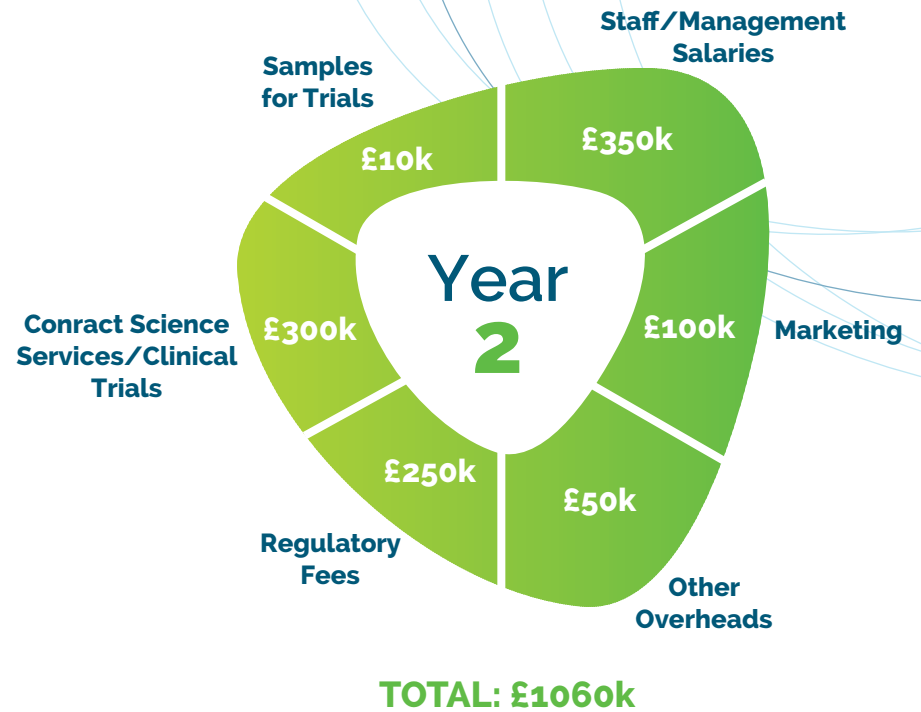 Staff/Management
Salaries
£350k
Samples
for Trials
£10k
Year
2
Conract Science
Services/Clinical
Trials
£300k
£100k
Marketing
£250k
Regulatory
Fees
£50k
Other
Overheads
TOTAL: £1060k